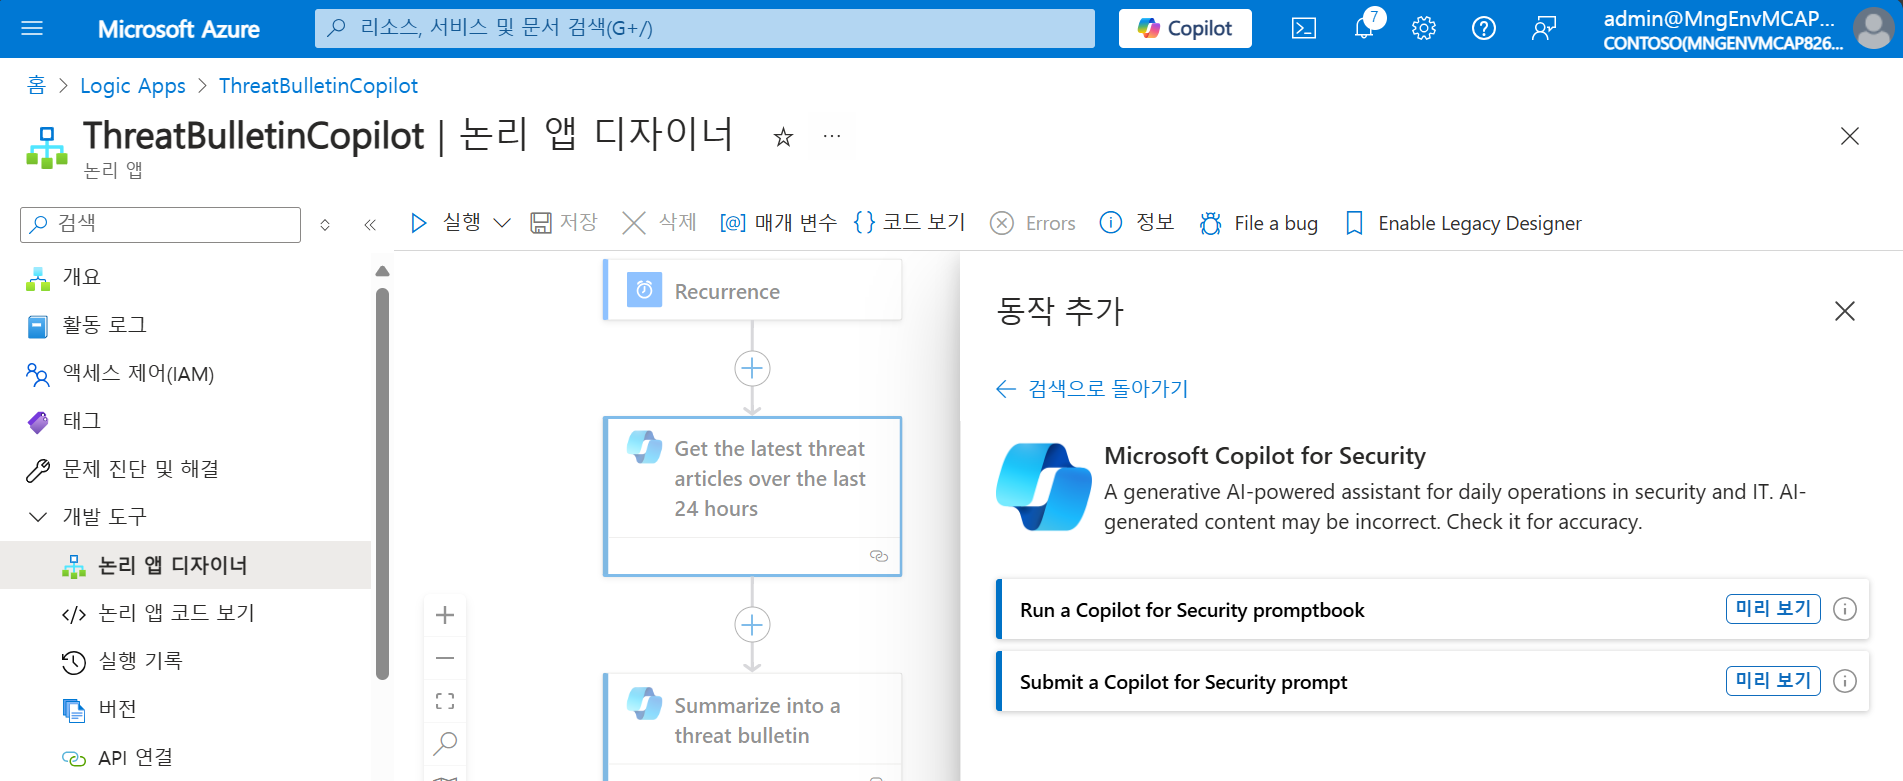 Microsoft Azure
리소스, 서비스 및 문서 검색(G+/)
Copilot
7
admin@MngEnvMCAP...
CONTOSO(MNGENVMCAP826...
홈 > Logic Apps > ThreatBulletinCopilot
ThreatBulletinCopilot | 논리 앱 디자이너
논리 앱
검색
실행
저장
삭제
매개 변수
코드 보기
Errors
정보
File a bug
Enable Legacy Designer
개요
활동 로그
액세스 제어(IAM)
태그
문제 진단 및 해결
개발 도구
논리 앱 디자이너
논리 앱 코드 보기
실행 기록
버전
API 연결
Recurrence
Get the latest threat
articles over the last
24 hours
Summarize into a
threat bulletin
동작 추가
검색으로 돌아가기
Microsoft Copilot for Security
A generative AI-powered assistant for daily operations in security and IT. AI-
generated content may be incorrect. Check it for accuracy.
Run a Copilot for Security promptbook
미리 보기
Submit a Copilot for Security prompt
미리 보기